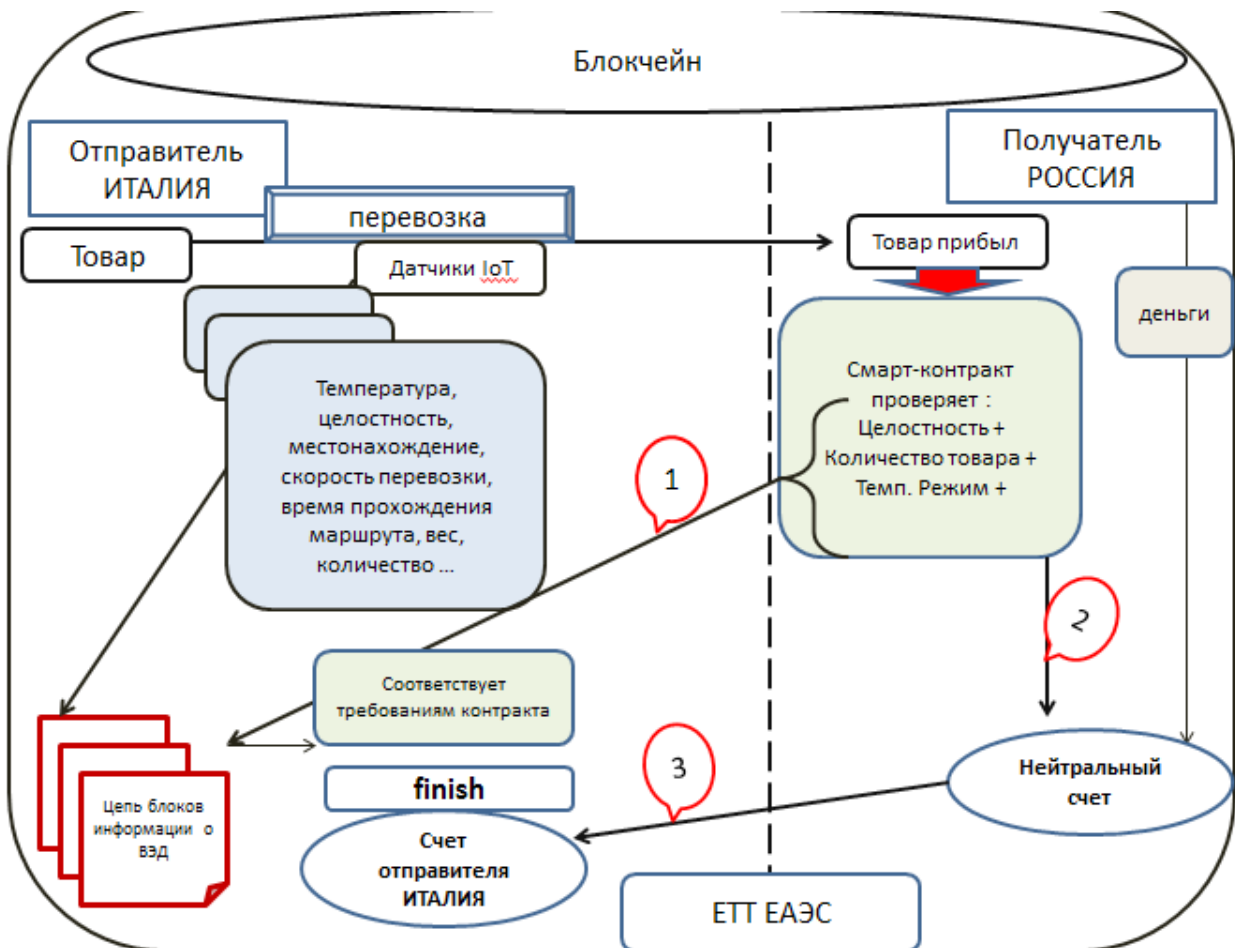 Блокчейн
Отправитель
ИТАЛИЯ
Получатель
РОССИЯ
перевозка
Товар
Датчики IoT
Товар прибыл
деньги
Температура,
целостность,
местонахождение,
скорость перевозки,
время прохождения
маршрута, вес,
количество ...
Смарт-контракт
проверяет :
Целостность +
Количество товара +
Темп. Режим +
1
2
Соответствует
требованиям контракта
3
Нейтральный
счет
finish
Цепь блоков
информации о
ВЭД
Счет
отправителя
ИТАЛИЯ
ЕТТ ЕАЭС